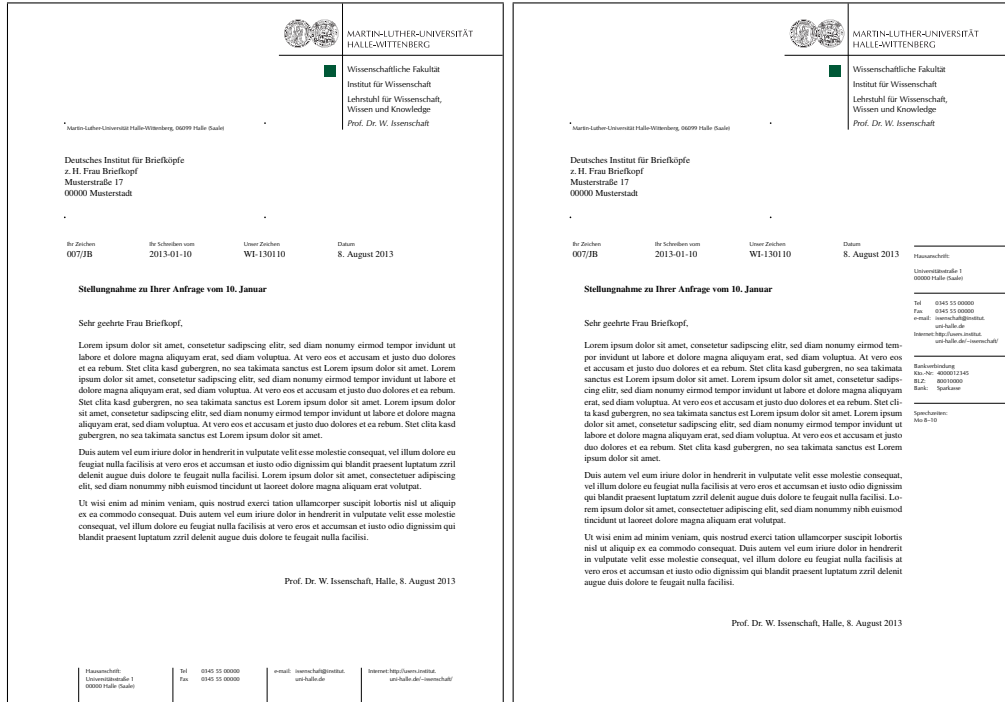 MARTIN-LUTHER-UNIVERSITÄT
HALLE-WITTENBERG
Wissenschaftliche Fakultät
Institut für Wissenschaft
Lehrstuhl für Wissenschaft,
Wissen und Knowledge
Prof. Dr. W. Issenschaft
Martin-Luther-Universität Halle-Wittenberg, 06099 Halle (Saale)
Deutsches Institut für Briefköpfe
z. H. Frau Briefkopf
Musterstraße 17
00000 Musterstadt
Ihr Zeichen Ihr Schreiben vom Unser Zeichen Datum
007/JB 2013-01-10 WI-130110 8. August 2013
Stellungnahme zu Ihrer Anfrage vom 10. Januar
Sehr geehrte Frau Briefkopf,
Lorem ipsum dolor sit amet, consetetur sadipscing elitr, sed diam nonumy eirmod tempor invidunt ut
labore et dolore magna aliquyam erat, sed diam voluptua. At vero eos et accusam et justo duo dolores
et ea rebum. Stet clita kasd gubergren, no sea takimata sanctus est Lorem ipsum dolor sit amet. Lorem
ipsum dolor sit amet, consetetur sadipscing elitr, sed diam nonumy eirmod tempor invidunt ut labore et
dolore magna aliquyam erat, sed diam voluptua. At vero eos et accusam et justo duo dolores et ea rebum.
Stet clita kasd gubergren, no sea takimata sanctus est Lorem ipsum dolor sit amet. Lorem ipsum dolor
sit amet, consetetur sadipscing elitr, sed diam nonumy eirmod tempor invidunt ut labore et dolore magna
aliquyam erat, sed diam voluptua. At vero eos et accusam et justo duo dolores et ea rebum. Stet clita kasd
gubergren, no sea takimata sanctus est Lorem ipsum dolor sit amet.
Duis autem vel eum iriure dolor in hendrerit in vulputate velit esse molestie consequat, vel illum dolore eu
feugiat nulla facilisis at vero eros et accumsan et iusto odio dignissim qui blandit praesent luptatum zzril
delenit augue duis dolore te feugait nulla facilisi. Lorem ipsum dolor sit amet, consectetuer adipiscing
elit, sed diam nonummy nibh euismod tincidunt ut laoreet dolore magna aliquam erat volutpat.
Ut wisi enim ad minim veniam, quis nostrud exerci tation ullamcorper suscipit lobortis nisl ut aliquip
ex ea commodo consequat. Duis autem vel eum iriure dolor in hendrerit in vulputate velit esse molestie
consequat, vel illum dolore eu feugiat nulla facilisis at vero eros et accumsan et iusto odio dignissim qui
blandit praesent luptatum zzril delenit augue duis dolore te feugait nulla facilisi.
Prof. Dr. W. Issenschaft, Halle, 8. August 2013
Hausanschrift: Tel 0345 55 00000 e-mail: issenschaft@institut. Internet: http://users.institut.
Universitätsstraße 1 Fax 0345 55 00000 uni-halle.de uni-halle.de/~issenschaft/
00000 Halle (Saale)
MARTIN-LUTHER-UNIVERSITÄT
HALLE-WITTENBERG
Wissenschaftliche Fakultät
Institut für Wissenschaft
Lehrstuhl für Wissenschaft,
Wissen und Knowledge
Prof. Dr. W. Issenschaft
Martin-Luther-Universität Halle-Wittenberg, 06099 Halle (Saale)
Deutsches Institut für Briefköpfe
z. H. Frau Briefkopf
Musterstraße 17
00000 Musterstadt
Ihr Zeichen Ihr Schreiben vom Unser Zeichen Datum
007/JB 2013-01-10 WI-130110 8. August 2013
Stellungnahme zu Ihrer Anfrage vom 10. Januar
Sehr geehrte Frau Briefkopf,
Lorem ipsum dolor sit amet, consetetur sadipscing elitr, sed diam nonumy eirmod tem-
por invidunt ut labore et dolore magna aliquyam erat, sed diam voluptua. At vero eos
et accusam et justo duo dolores et ea rebum. Stet clita kasd gubergren, no sea takimata
sanctus est Lorem ipsum dolor sit amet. Lorem ipsum dolor sit amet, consetetur sadips-
cing elitr, sed diam nonumy eirmod tempor invidunt ut labore et dolore magna aliquyam
erat, sed diam voluptua. At vero eos et accusam et justo duo dolores et ea rebum. Stet cli-
ta kasd gubergren, no sea takimata sanctus est Lorem ipsum dolor sit amet. Lorem ipsum
dolor sit amet, consetetur sadipscing elitr, sed diam nonumy eirmod tempor invidunt ut
labore et dolore magna aliquyam erat, sed diam voluptua. At vero eos et accusam et justo
duo dolores et ea rebum. Stet clita kasd gubergren, no sea takimata sanctus est Lorem
ipsum dolor sit amet.
Duis autem vel eum iriure dolor in hendrerit in vulputate velit esse molestie consequat,
vel illum dolore eu feugiat nulla facilisis at vero eros et accumsan et iusto odio dignissim
qui blandit praesent luptatum zzril delenit augue duis dolore te feugait nulla facilisi. Lo-
rem ipsum dolor sit amet, consectetuer adipiscing elit, sed diam nonummy nibh euismod
tincidunt ut laoreet dolore magna aliquam erat volutpat.
Ut wisi enim ad minim veniam, quis nostrud exerci tation ullamcorper suscipit lobortis
nisl ut aliquip ex ea commodo consequat. Duis autem vel eum iriure dolor in hendrerit
in vulputate velit esse molestie consequat, vel illum dolore eu feugiat nulla facilisis at
vero eros et accumsan et iusto odio dignissim qui blandit praesent luptatum zzril delenit
augue duis dolore te feugait nulla facilisi.
Prof. Dr. W. Issenschaft, Halle, 8. August 2013
Hausanschrift:
Universitätsstraße 1
00000 Halle (Saale)
Tel 0345 55 00000
Fax 0345 55 00000
e-mail: issenschaft@institut.
uni-halle.de
Internet: http://users.institut.
uni-halle.de/~issenschaft/
Bankverbindung
Kto.-Nr: 4000012345
BLZ: 80010000
Bank: Sparkasse
Sprechzeiten:
Mo 8–10